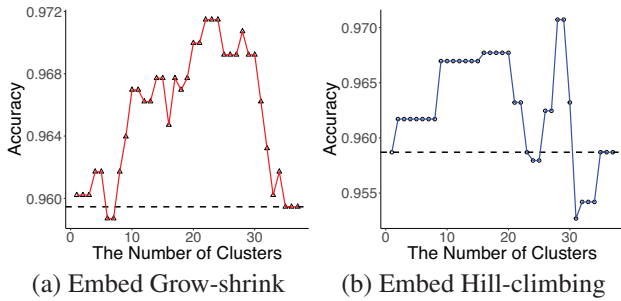 Accuracy
0.972
0.968
0.964
0.960
0 10 20 30
The Number of Clusters
(a) Embed Grow-shrink
Accuracy
0.970
0.965
0.960
0.955
0 10 20 30
The Number of Clusters
(b) Embed Hill-climbing